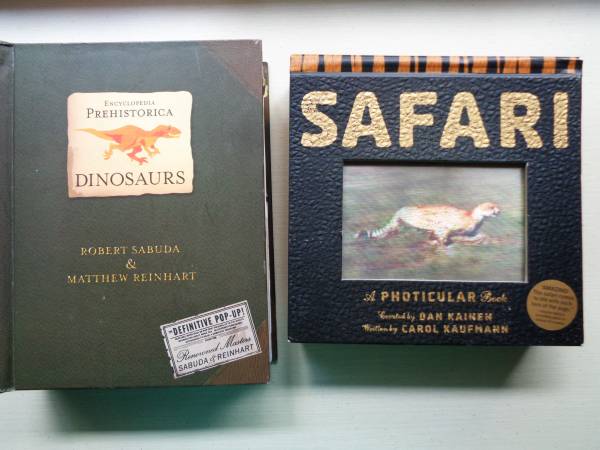 ENCYCLOPEDIA
PREHISTORICA
DINOSAURS
ROBERT SABUDA
&
MATTHEW REINHART
The DEFINITIVE POP-UP!
Renowned Masters
SABUDA & REINHART
SAFARI
A PHOTICULAR Book
Created by DAN KAINEN
Written by CAROL KAUFMANN